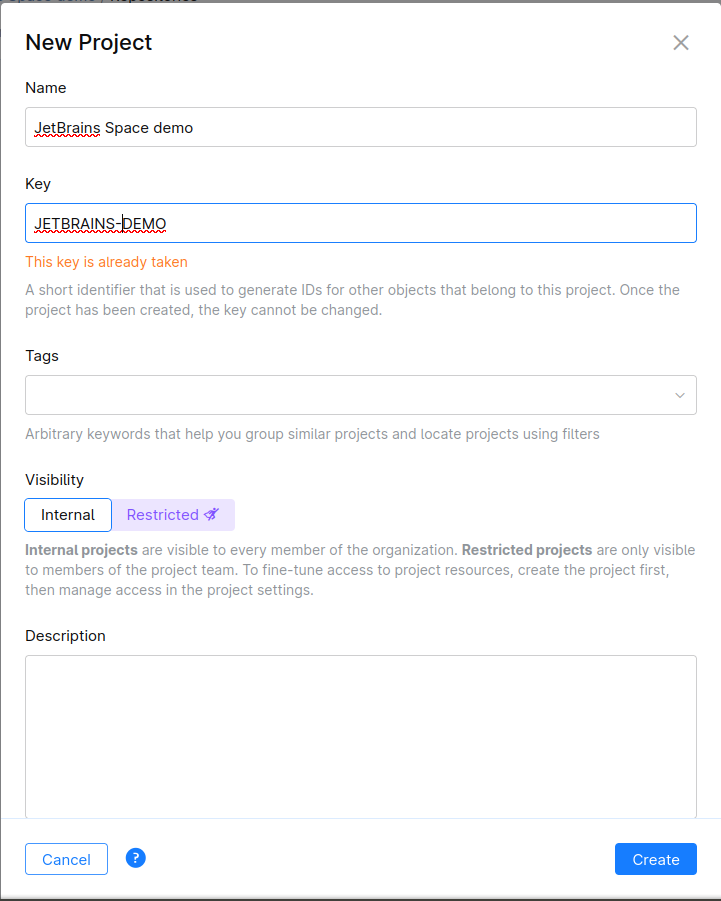 New Project
Name
JetBrains Space demo
Key
JETBRAINS-DEMO
This key is already taken
A short identifier that is used to generate IDs for other objects that belong to this project. Once the
project has been created, the key cannot be changed.
Tags
Arbitrary keywords that help you group similar projects and locate projects using filters
Visibility
Internal Restricted
Internal projects are visible to every member of the organization. Restricted projects are only visible
to members of the project team. To fine-tune access to project resources, create the project first,
then manage access in the project settings.
Description
Cancel ? Create